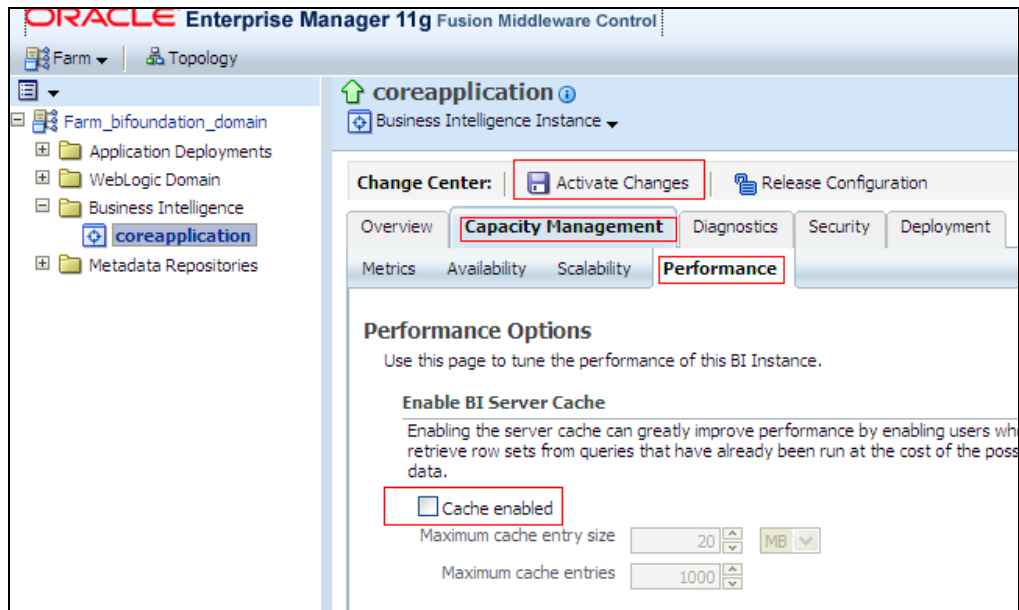 ORACLE Enterprise Manager 11g Fusion Middleware Control
Farm Topology
Farm_bifoundation_domain
Application Deployments
WebLogic Domain
Business Intelligence
coreapplication
Metadata Repositories
coreapplication
Business Intelligence Instance
Change Center: Activate Changes Release Configuration
Overview Capacity Management Diagnostics Security Deployment
Metrics Availability Scalability Performance
Performance Options
Use this page to tune the performance of this BI Instance.
Enable BI Server Cache
Enabling the server cache can greatly improve performance by enabling users
retrieve row sets from queries that have already been run at the cost of the
data.
Cache enabled
Maximum cache entry size 20 MB
Maximum cache entries 1000